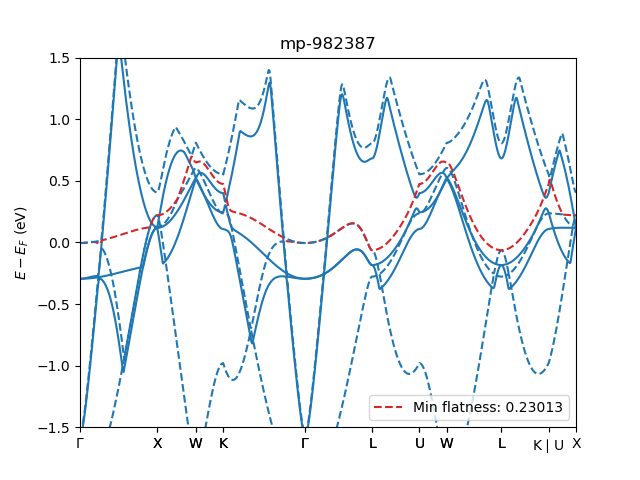 mp-982387
1.5
1.0
0.5
0.0
−0.5
−1.0
−1.5
E − E_F (eV)
Min flatness: 0.23013
Γ X W K Γ L U W L K | U X